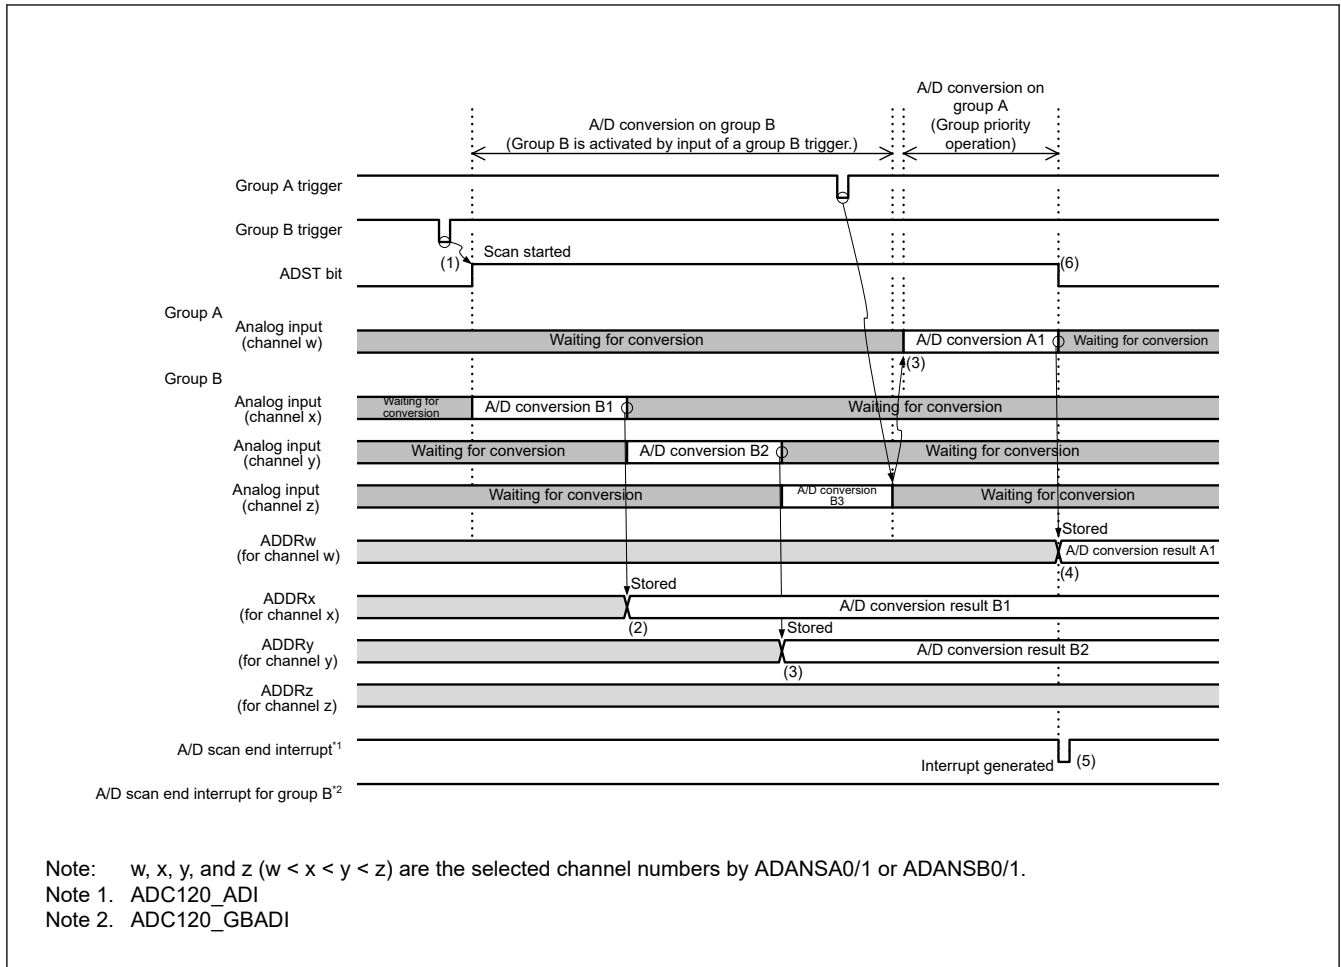 A/D conversion on
group A
(Group priority
operation)
A/D conversion on group B
(Group B is activated by input of a group B trigger.)
Group A trigger
Group B trigger
(1)
Scan started
ADST bit
(6)
Group A
Analog input
(channel w)
Waiting for conversion
A/D conversion A1
Waiting for conversion
(3)
Group B
Analog input
(channel x)
Waiting for
conversion
A/D conversion B1
Waiting for conversion
Analog input
(channel y)
Waiting for conversion
A/D conversion B2
Waiting for conversion
Analog input
(channel z)
Waiting for conversion
A/D conversion
B3
Waiting for conversion
Stored
ADDRw
(for channel w)
A/D conversion result A1
(4)
Stored
ADDRx
(for channel x)
A/D conversion result B1
(2)
Stored
ADDRy
(for channel y)
A/D conversion result B2
(3)
ADDRz
(for channel z)
A/D scan end interrupt*1
Interrupt generated
(5)
A/D scan end interrupt for group B*2
Note: w, x, y, and z (w < x < y < z) are the selected channel numbers by ADANSA0/1 or ADANSB0/1.
Note 1. ADC120_ADI
Note 2. ADC120_GBADI